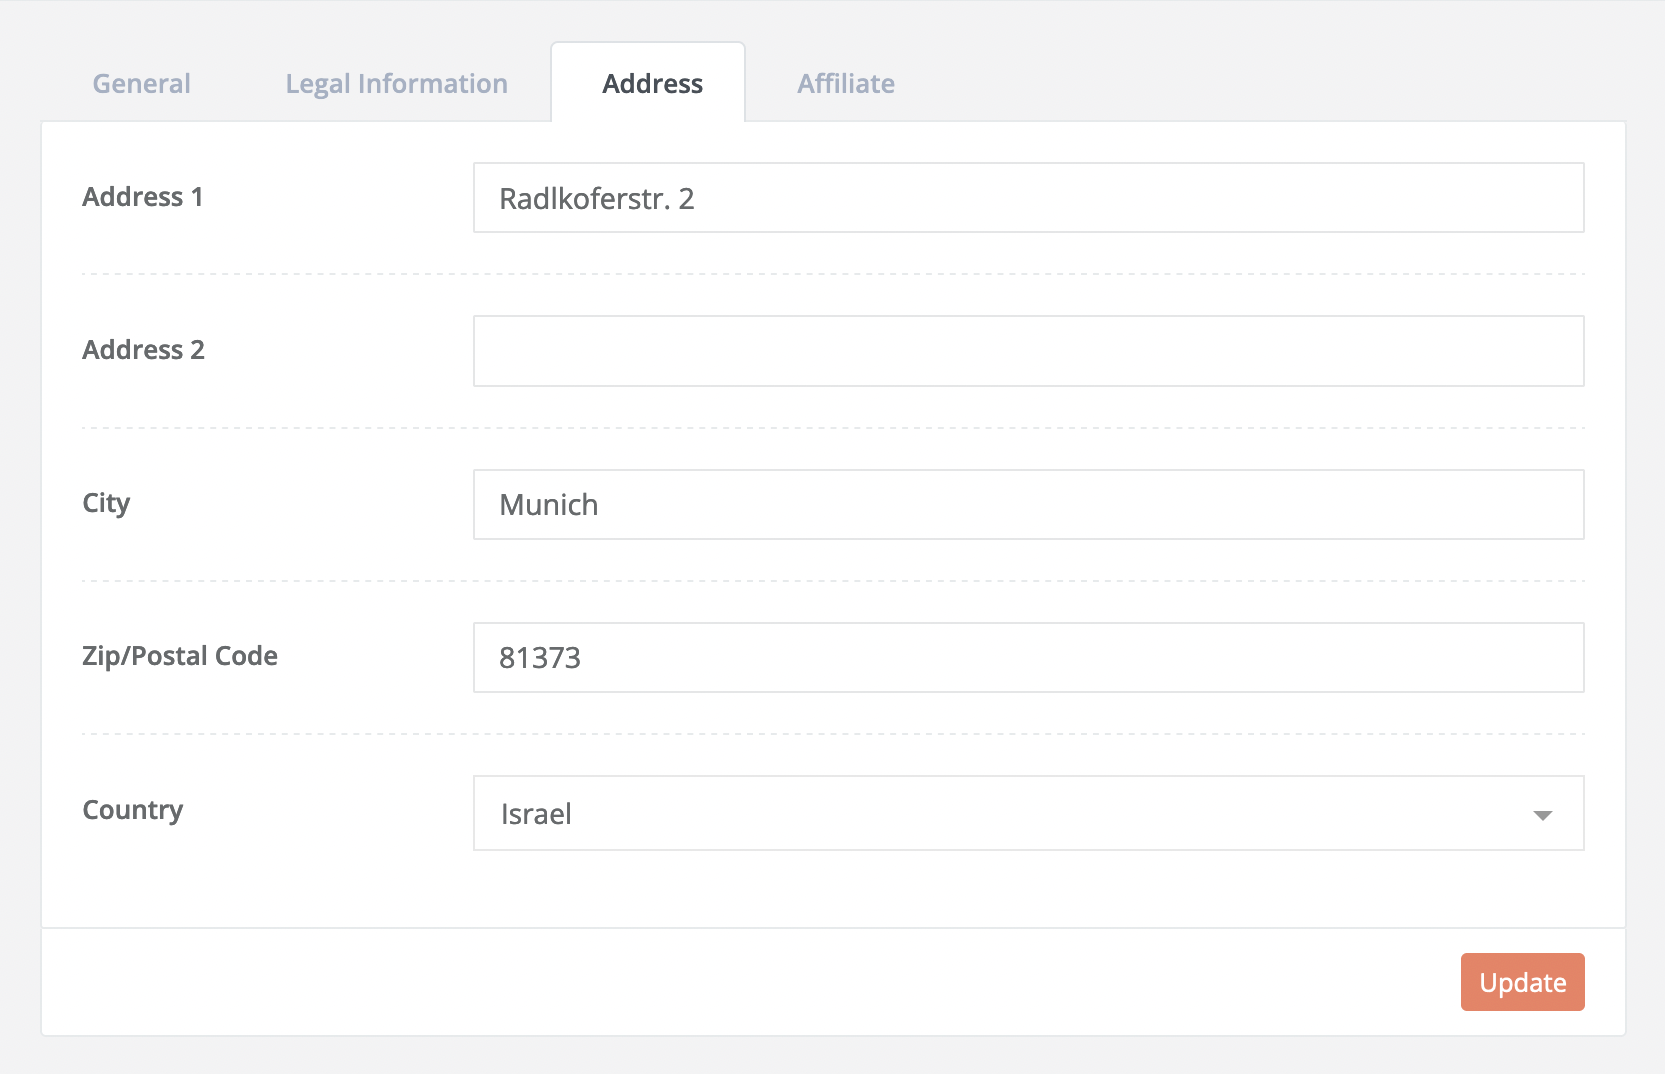 General Legal Information Address Affiliate
Address 1 Radlkoferstr. 2
Address 2
City Munich
Zip/Postal Code 81373
Country Israel
Update